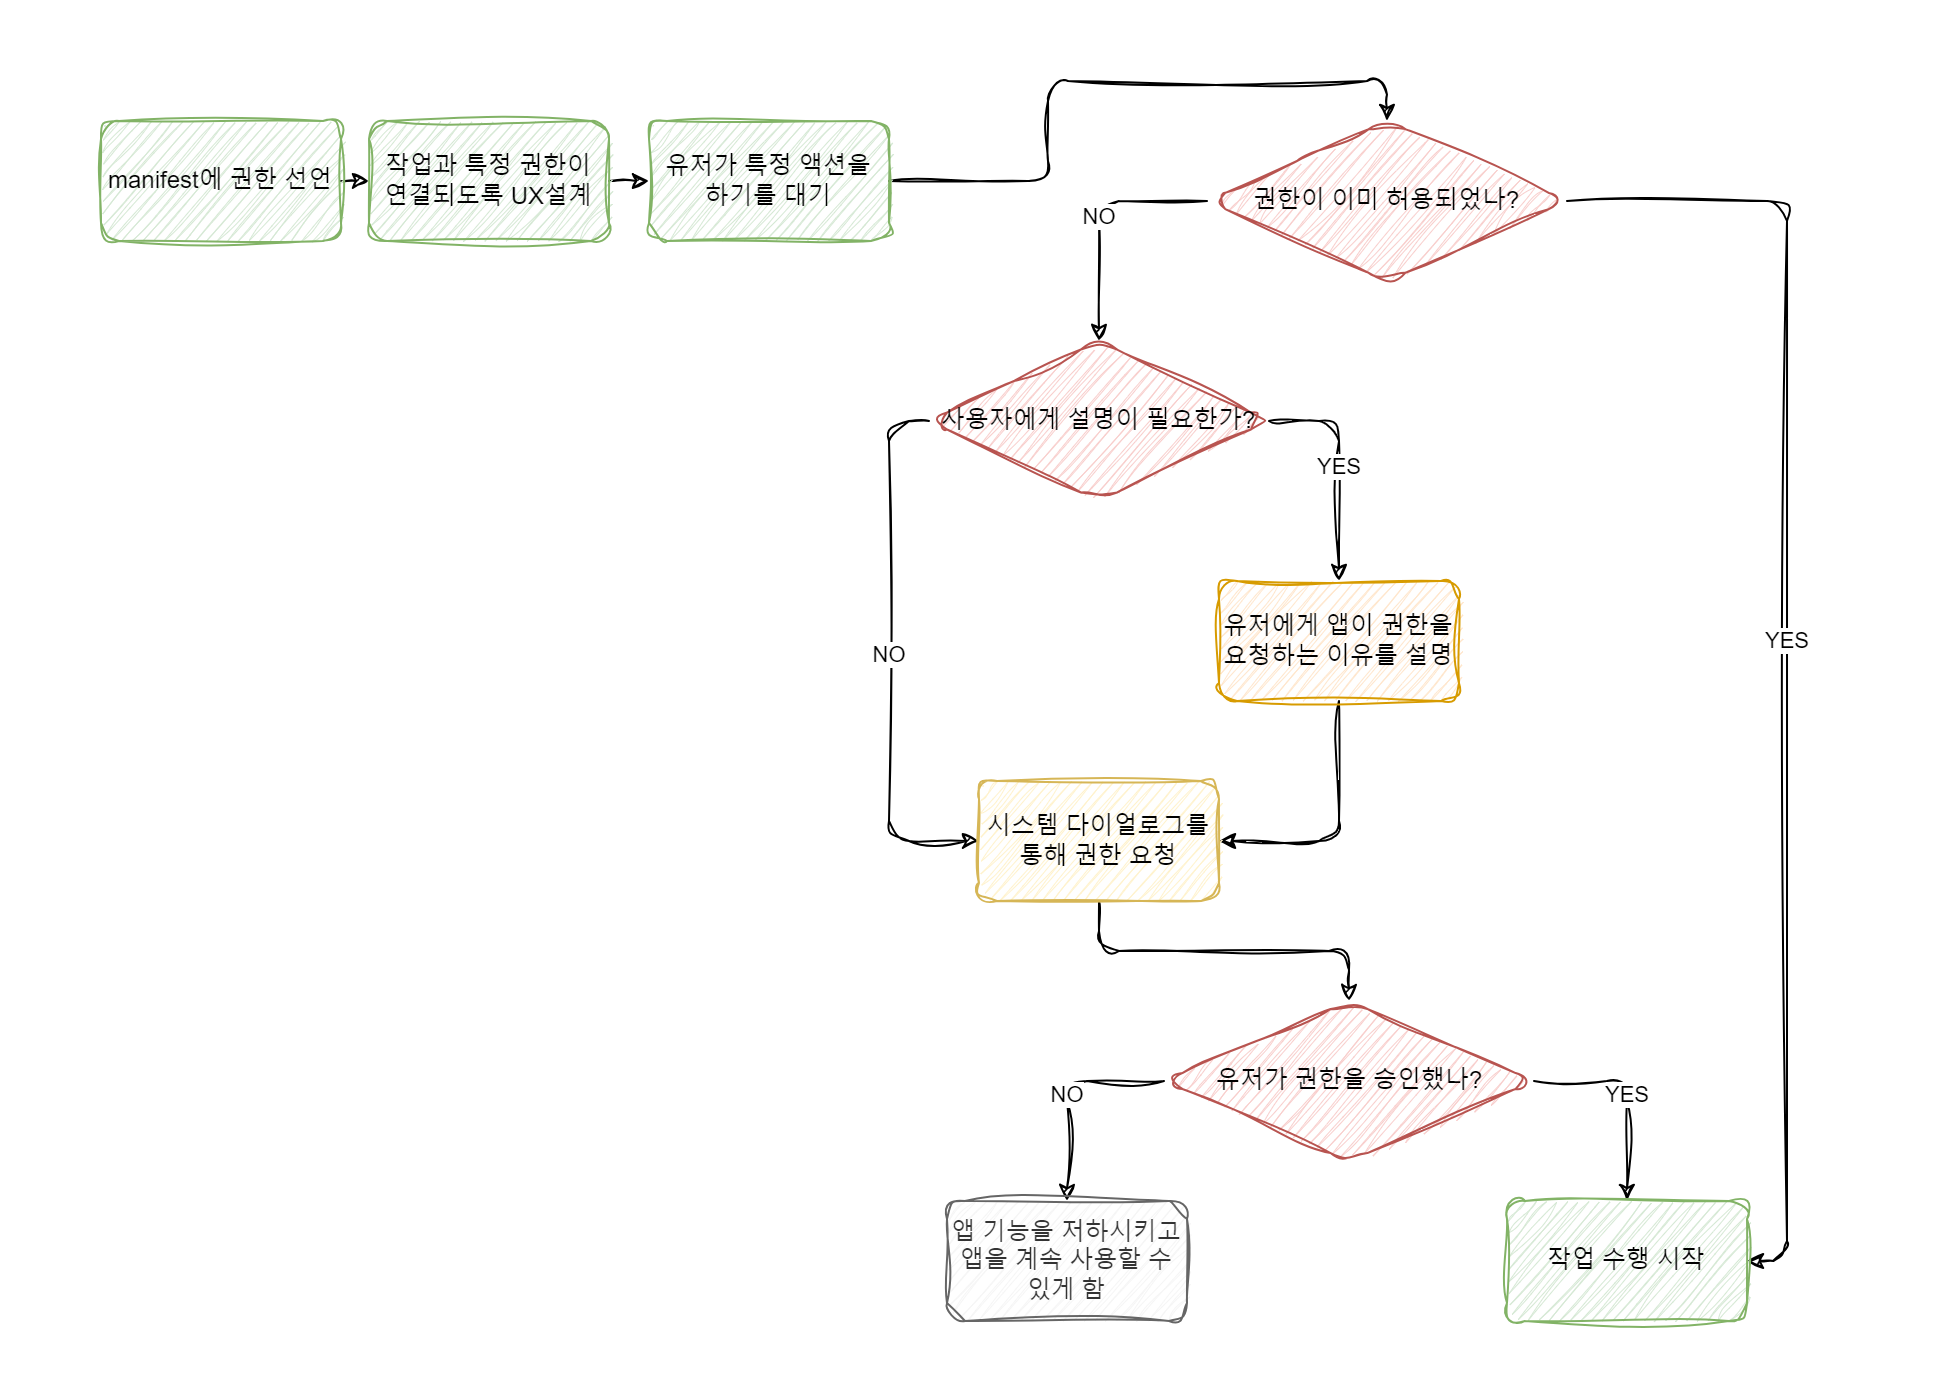 manifest에 권한 선언
작업과 특정 권한이
연결되도록 UX설계
유저가 특정 액션을
하기를 대기
권한이 이미 허용되었나?
NO
사용자에게 설명이 필요한가?
YES
유저에게 앱이 권한을
요청하는 이유를 설명
NO
YES
시스템 다이얼로그를
통해 권한 요청
유저가 권한을 승인했나?
NO
YES
앱 기능을 저하시키고
앱을 계속 사용할 수
있게 함
작업 수행 시작